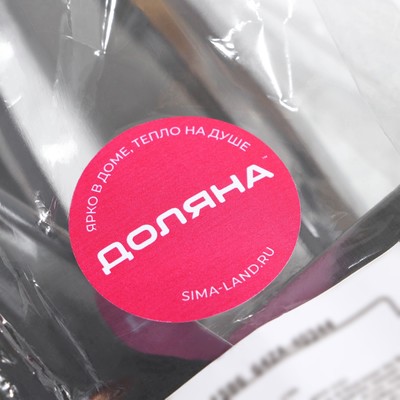 ЯРКО В ДОМЕ, ТЕПЛО НА ДУШЕ
ДОЛЯНА
SIMA-LAND.RU